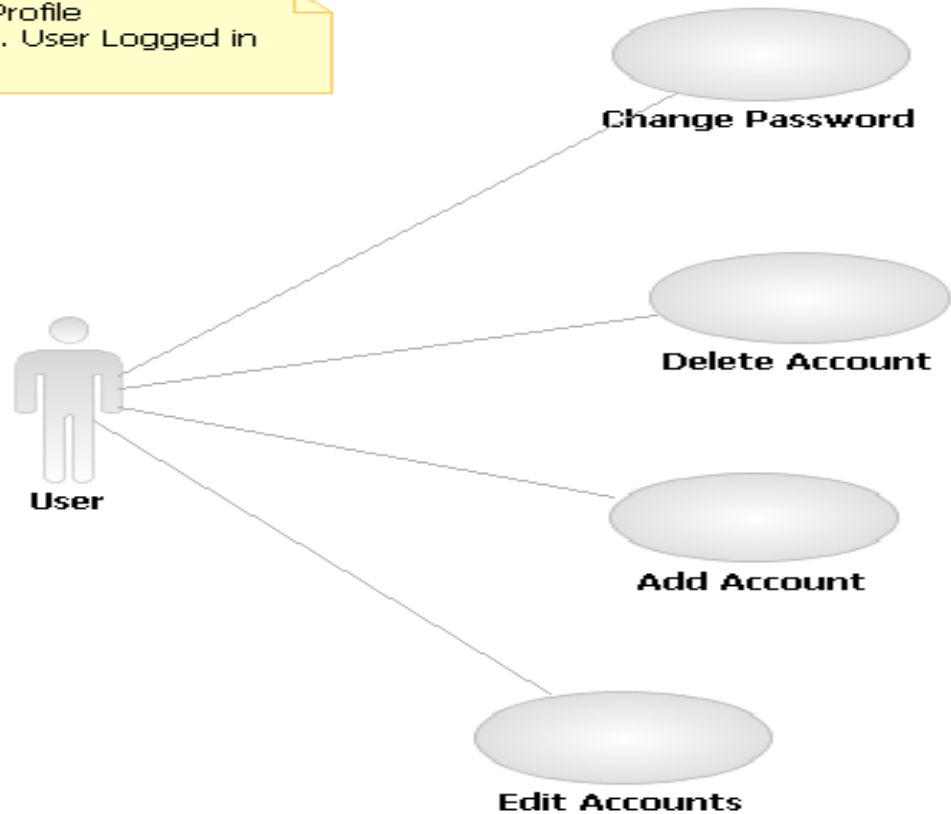 Profile
. User Logged in
Change Password
Delete Account
User
Add Account
Edit Accounts